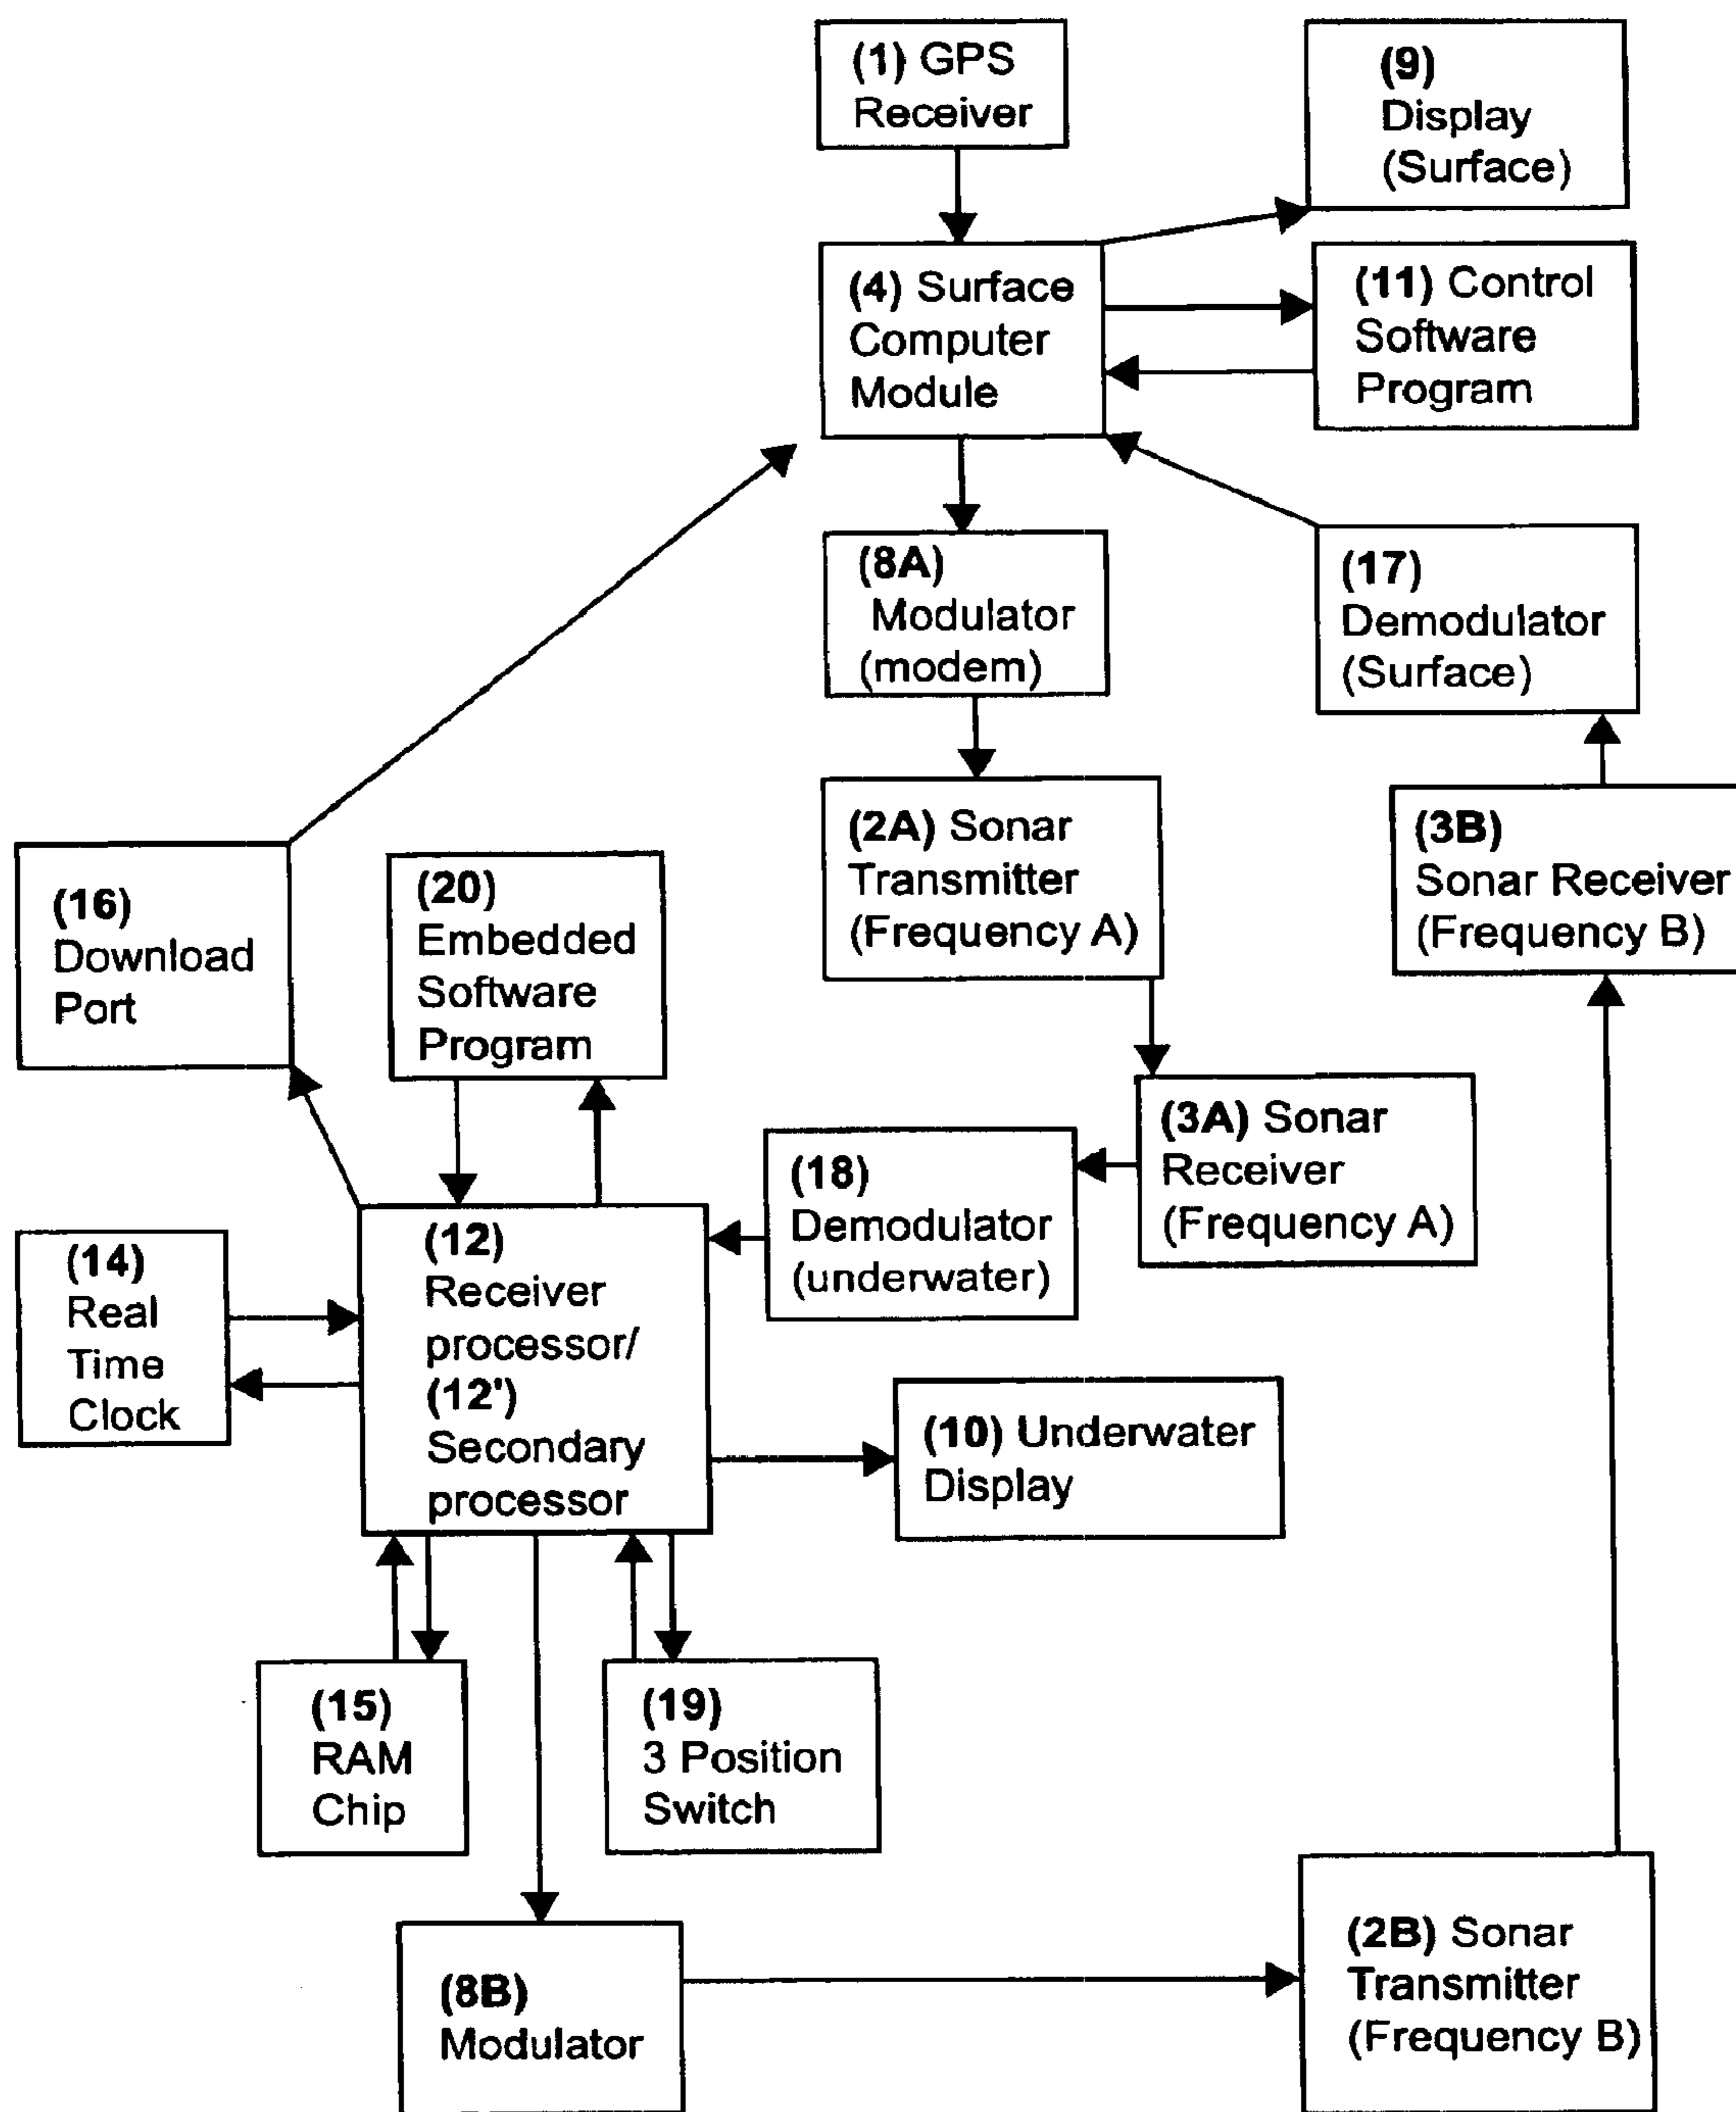 (1) GPS
Receiver
(9)
Display
(Surface)
(4) Surface
Computer
Module
(11) Control
Software
Program
(8A)
Modulator
(modem)
(17)
Demodulator
(Surface)
(2A) Sonar
Transmitter
(Frequency A)
(3B)
Sonar Receiver
(Frequency B)
(16)
Download
Port
(20)
Embedded
Software
Program
(3A) Sonar
Receiver
(Frequency A)
(18)
Demodulator
(underwater)
(12)
Receiver
processor/
(12')
Secondary
processor
(14)
Real
Time
Clock
(10) Underwater
Display
(15)
RAM
Chip
(19)
3 Position
Switch
(8B)
Modulator
(2B) Sonar
Transmitter
(Frequency B)